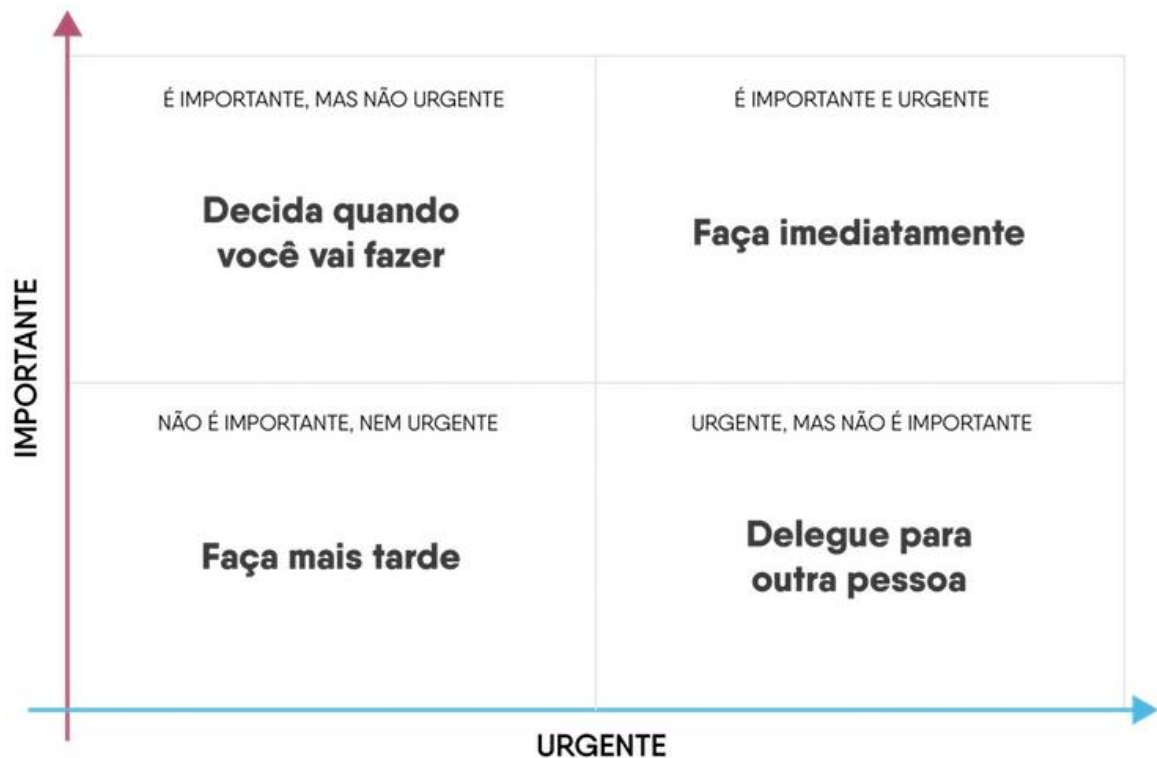 É IMPORTANTE, MAS NÃO URGENTE
Decida quando
você vai fazer
É IMPORTANTE E URGENTE
Faça imediatamente
IMPORTANTE
NÃO É IMPORTANTE, NEM URGENTE
Faça mais tarde
URGENTE, MAS NÃO É IMPORTANTE
Delegue para
outra pessoa
URGENTE